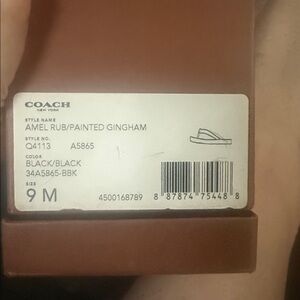 COACH
NEW YORK
STYLE NAME
AMEL RUB/PAINTED GINGHAM
STYLE NO.
Q4113 A5865
COLOR
BLACK/BLACK
34A5865-BBK
SIZE
9 M
4500168789
8 87874 75448 8